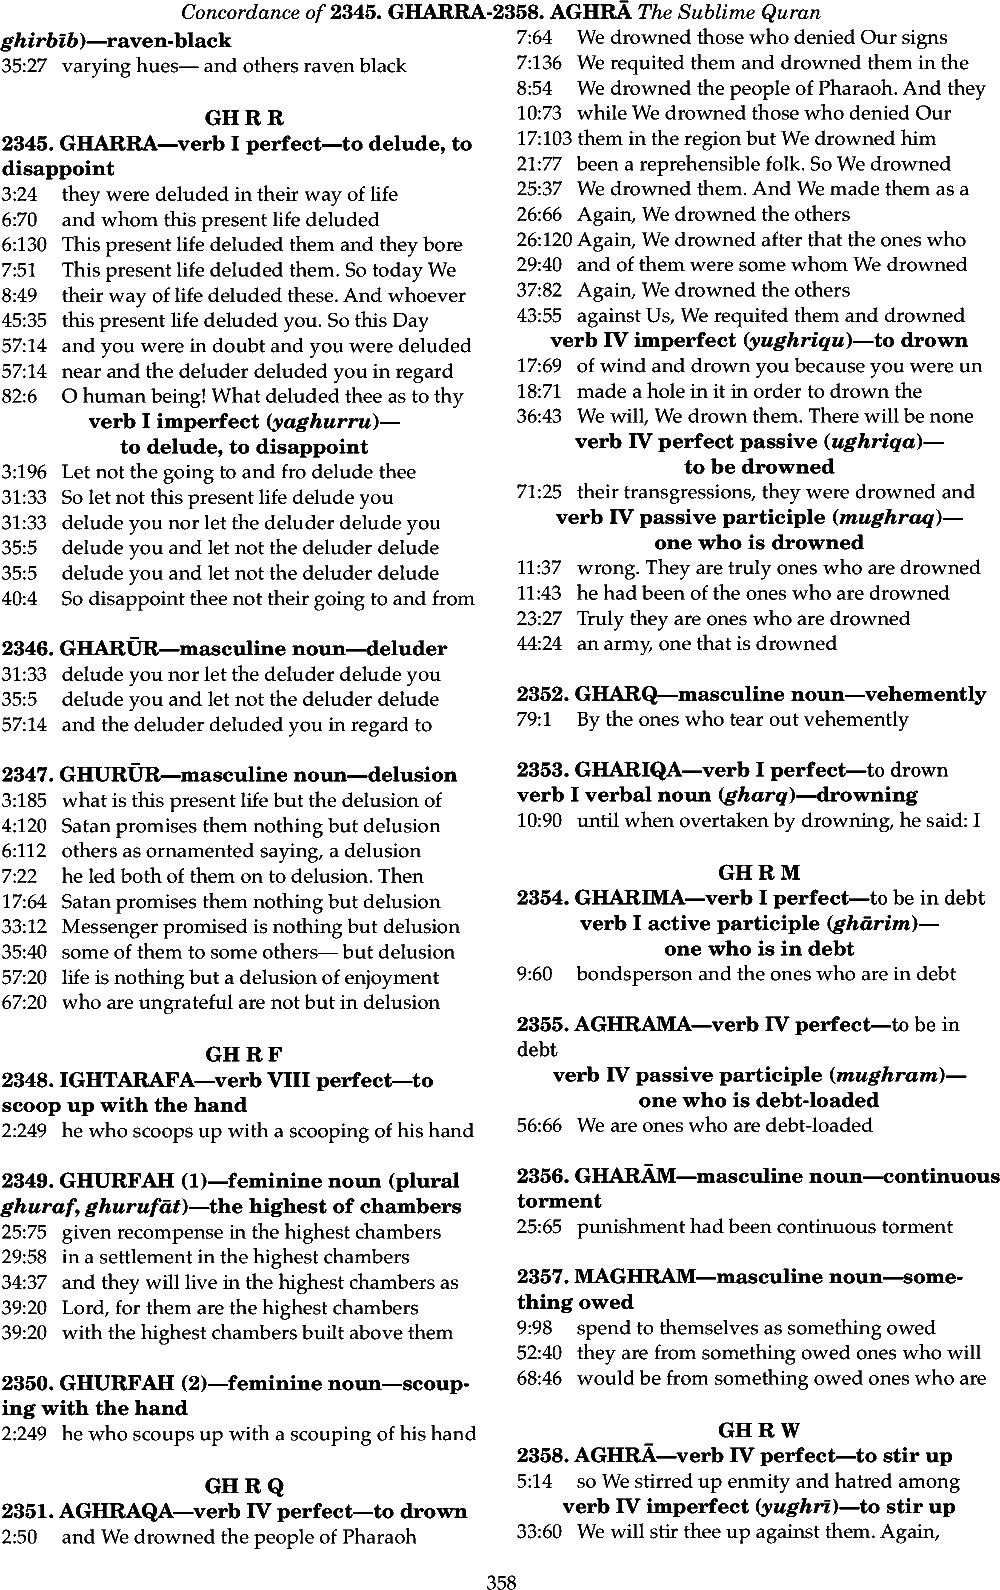 Concordance of 2345. GHARRA-2358. AGHRĀ The Sublime Quran
ghirbīb)—raven-black
35:27 varying hues— and others raven black
GH R R
2345. GHARRA—verb I perfect—to delude, to
disappoint
3:24 they were deluded in their way of life
6:70 and whom this present life deluded
6:130 This present life deluded them and they bore
7:51 This present life deluded them. So today We
8:49 their way of life deluded these. And whoever
45:35 this present life deluded you. So this Day
57:14 and you were in doubt and you were deluded
57:14 near and the deluder deluded you in regard
82:6 O human being! What deluded thee as to thy
verb I imperfect (yaghurru)—
to delude, to disappoint
3:196 Let not the going to and fro delude thee
31:33 So let not this present life delude you
31:33 delude you nor let the deluder delude you
35:5 delude you and let not the deluder delude
35:5 delude you and let not the deluder delude
40:4 So disappoint thee not their going to and from
2346. GHARŪR—masculine noun—deluder
31:33 delude you nor let the deluder delude you
35:5 delude you and let not the deluder delude
57:14 and the deluder deluded you in regard to
2347. GHURŪR—masculine noun—delusion
3:185 what is this present life but the delusion of
4:120 Satan promises them nothing but delusion
6:112 others as ornamented saying, a delusion
7:22 he led both of them on to delusion. Then
17:64 Satan promises them nothing but delusion
33:12 Messenger promised is nothing but delusion
35:40 some of them to some others— but delusion
57:20 life is nothing but a delusion of enjoyment
67:20 who are ungrateful are not but in delusion
GH R F
2348. IGHTARAFA—verb VIII perfect—to
scoop up with the hand
2:249 he who scoops up with a scooping of his hand
2349. GHURFAH (1)—feminine noun (plural
ghuraf, ghurufāt)—the highest of chambers
25:75 given recompense in the highest chambers
29:58 in a settlement in the highest chambers
34:37 and they will live in the highest chambers as
39:20 Lord, for them are the highest chambers
39:20 with the highest chambers built above them
2350. GHURFAH (2)—feminine noun—scoup-
ing with the hand
2:249 he who scoups up with a scouping of his hand
GH R Q
2351. AGHRAQA—verb IV perfect—to drown
2:50 and We drowned the people of Pharaoh
7:64 We drowned those who denied Our signs
7:136 We requited them and drowned them in the
8:54 We drowned the people of Pharaoh. And they
10:73 while We drowned those who denied Our
17:103 them in the region but We drowned him
21:77 been a reprehensible folk. So We drowned
25:37 We drowned them. And We made them as a
26:66 Again, We drowned the others
26:120 Again, We drowned after that the ones who
29:40 and of them were some whom We drowned
37:82 Again, We drowned the others
43:55 against Us, We requited them and drowned
verb IV imperfect (yughriqu)—to drown
17:69 of wind and drown you because you were un
18:71 made a hole in it in order to drown the
36:43 We will, We drown them. There will be none
verb IV perfect passive (ughriqa)—
to be drowned
71:25 their transgressions, they were drowned and
verb IV passive participle (mughraq)—
one who is drowned
11:37 wrong. They are truly ones who are drowned
11:43 he had been of the ones who are drowned
23:27 Truly they are ones who are drowned
44:24 an army, one that is drowned
2352. GHARQ—masculine noun—vehemently
79:1 By the ones who tear out vehemently
2353. GHARIQA—verb I perfect—to drown
verb I verbal noun (gharq)—drowning
10:90 until when overtaken by drowning, he said: I
GH R M
2354. GHARIMA—verb I perfect—to be in debt
verb I active participle (ghārim)—
one who is in debt
9:60 bondsperson and the ones who are in debt
2355. AGHRAMA—verb IV perfect—to be in
debt
verb IV passive participle (mughram)—
one who is debt-loaded
56:66 We are ones who are debt-loaded
2356. GHARĀM—masculine noun—continuous
torment
25:65 punishment had been continuous torment
2357. MAGHRAM—masculine noun—some-
thing owed
9:98 spend to themselves as something owed
52:40 they are from something owed ones who will
68:46 would be from something owed ones who are
GH R W
2358. AGHRĀ—verb IV perfect—to stir up
5:14 so We stirred up enmity and hatred among
verb IV imperfect (yughrī)—to stir up
33:60 We will stir thee up against them. Again,
358